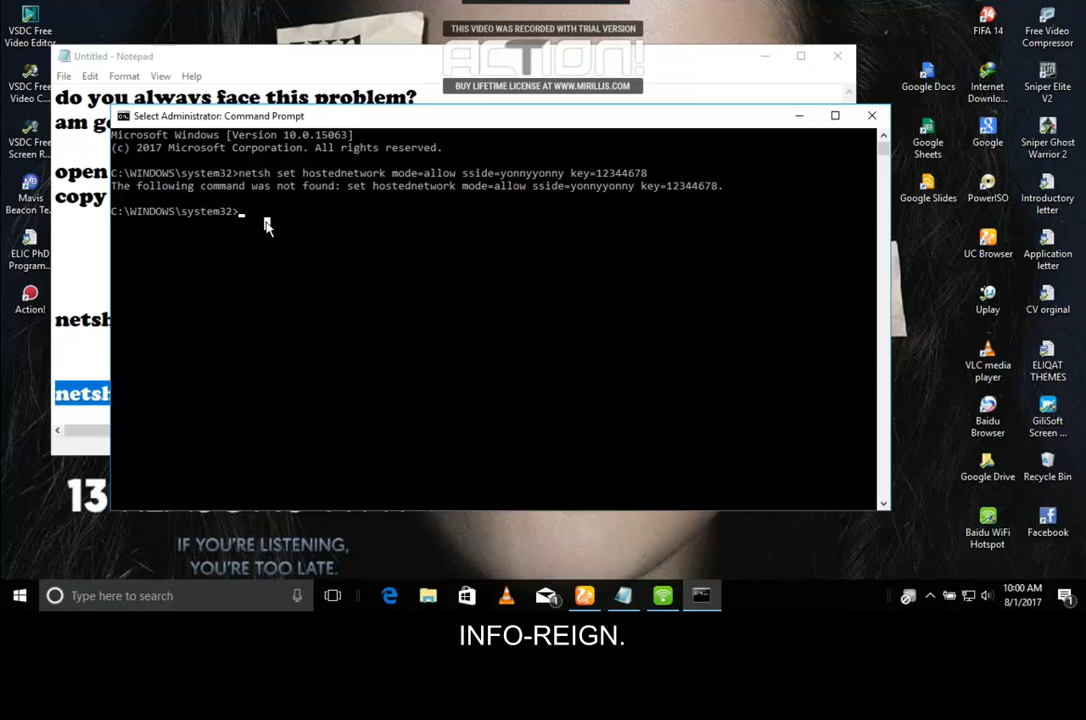 THIS VIDEO WAS RECORDED WITH TRIAL VERSION
ACTION!
BUY LIFETIME LICENSE AT WWW.MIRILLIS.COM
VSDC Free
Video Editor
VSDC Free
Video C...
VSDC Free
Screen R...
Mavis
Beacon Te...
ELIC PhD
Program...
Action!
Untitled - Notepad
File Edit Format View Help
do you always face this problem?
am go
open
copy
netsh
netsh
Select Administrator: Command Prompt
Microsoft Windows [Version 10.0.15063]
(c) 2017 Microsoft Corporation. All rights reserved.
C:\WINDOWS\system32>netsh set hostednetwork mode=allow sside=yonnyyonny key=12344678
The following command was not found: set hostednetwork mode=allow sside=yonnyyonny key=12344678.
C:\WINDOWS\system32>
FIFA 14
Free Video
Compressor
Google Docs
Internet
Downlo...
Sniper Elite
V2
Google
Sheets
Google
Sniper Ghost
Warrior 2
Google Slides
PowerISO
Introductory
letter
UC Browser
Application
letter
Uplay
CV orginal
VLC media
player
ELIQAT
THEMES
Baidu
Browser
GiliSoft
Screen ...
Google Drive
Recycle Bin
Baidu WiFi
Hotspot
Facebook
13
IF YOU'RE LISTENING,
YOU'RE TOO LATE.
Type here to search
1
10:00 AM
8/1/2017
1
INFO-REIGN.